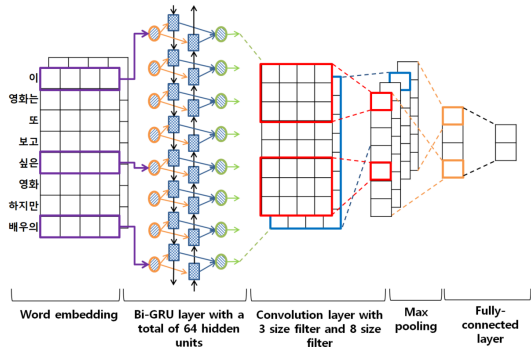 이
영화는
또
보고
싶은
영화
하지만
배우의
Word embedding
Bi-GRU layer with a
total of 64 hidden
units
Convolution layer with
3 size filter and 8 size
filter
Max
pooling
Fully-
connected
layer